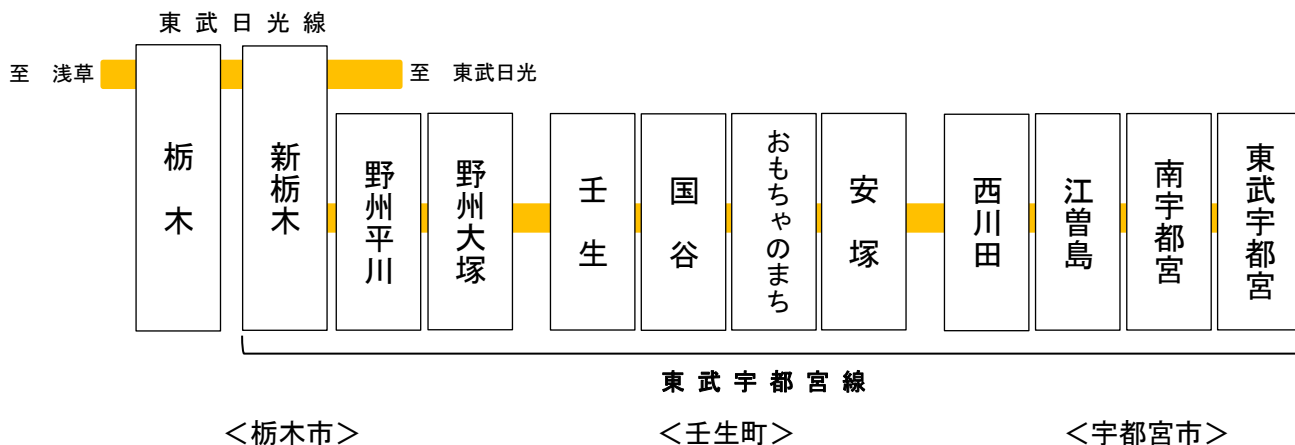 東武日光線
至 浅草
至 東武日光
栃木
新栃木
野州平川
野州大塚
壬生
国谷
おもちゃのまち
安塚
西川田
江曽島
南宇都宮
東武宇都宮
東武宇都宮線
＜栃木市＞
＜壬生町＞
＜宇都宮市＞